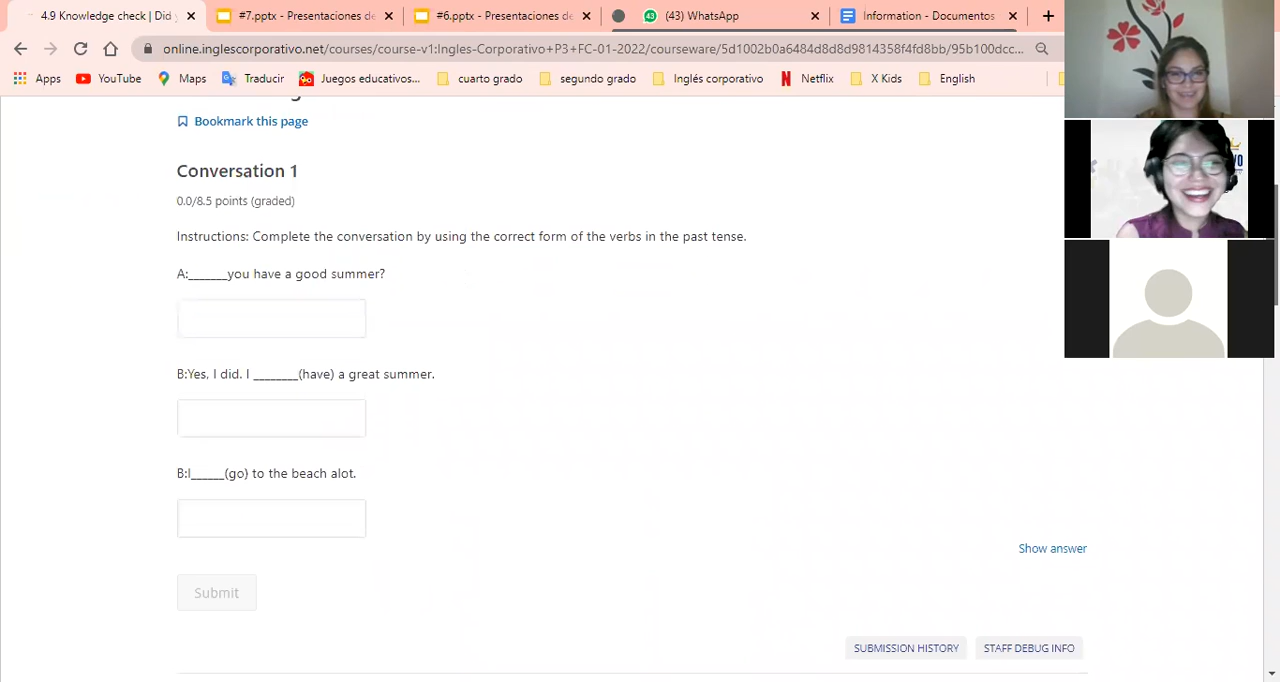 4.9 Knowledge check | Did
#7.pptx - Presentaciones de
#6.pptx - Presentaciones de
(43) WhatsApp
Information - Documentos
online.inglescorporativo.net/courses/course-v1:Ingles-Corporativo+P3+FC-01-2022/courseware/5d1002b0a6484d8d8d9814358f4fd8bb/95b100dcc...
Apps
YouTube
Maps
Traducir
Juegos educativos...
cuarto grado
segundo grado
Inglés corporativo
Netflix
X Kids
English
Bookmark this page
Conversation 1
0.0/8.5 points (graded)
Instructions: Complete the conversation by using the correct form of the verbs in the past tense.
A:_______you have a good summer?
B:Yes, I did. I ________(have) a great summer.
B:I______(go) to the beach alot.
Show answer
Submit
SUBMISSION HISTORY
STAFF DEBUG INFO